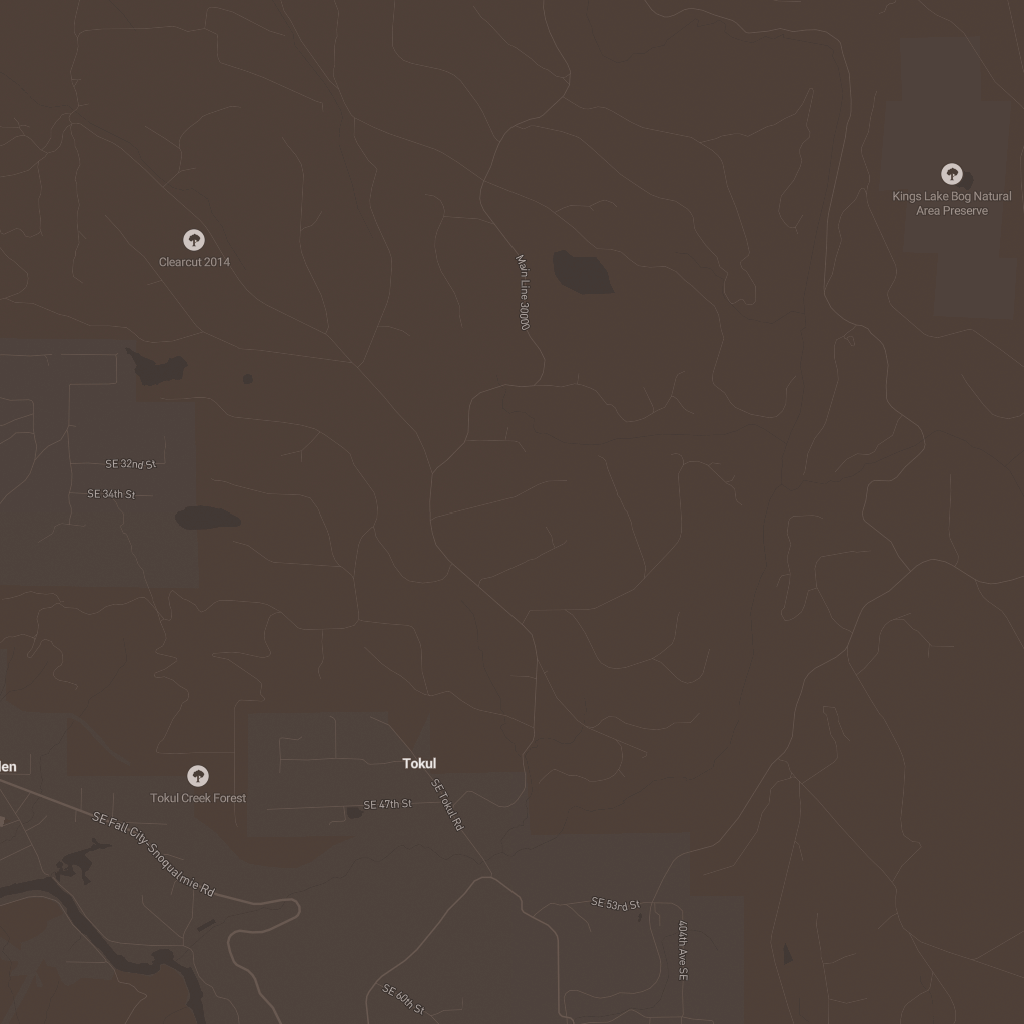 Kings Lake Bog Natural
Area Preserve
Clearcut 2014
Main Line 30000
SE 32nd St
SE 34th St
Tokul
len
Tokul Creek Forest
SE 47th St
SE Tokul Rd
SE Fall City-Snoqualmie Rd
SE 53rd St
404th Ave SE
SE 60th St